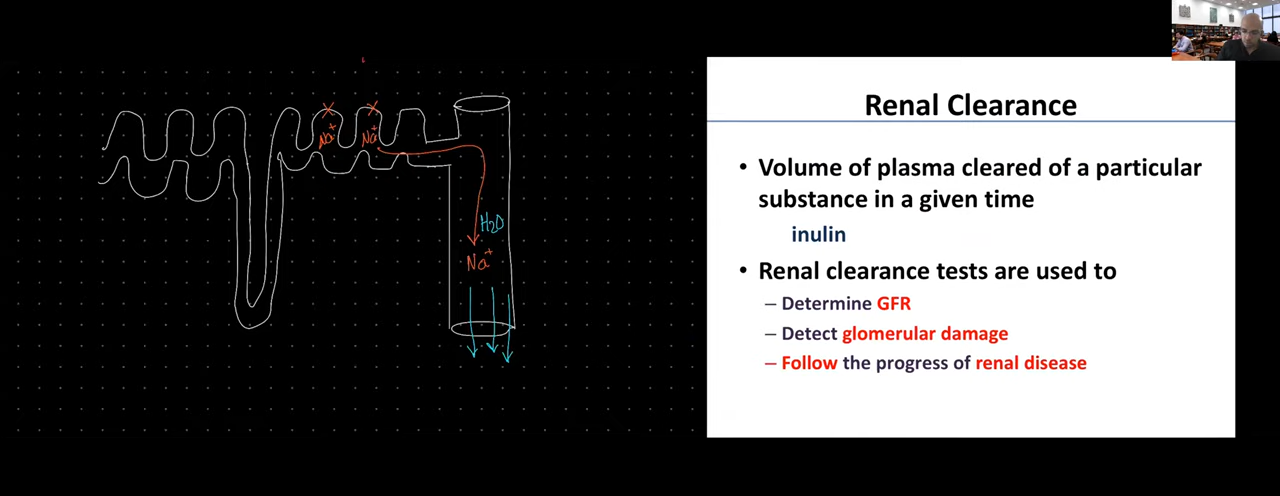 Na+ Na+
H2O
Na+
Renal Clearance
• Volume of plasma cleared of a particular
substance in a given time
inulin
• Renal clearance tests are used to
– Determine GFR
– Detect glomerular damage
– Follow the progress of renal disease